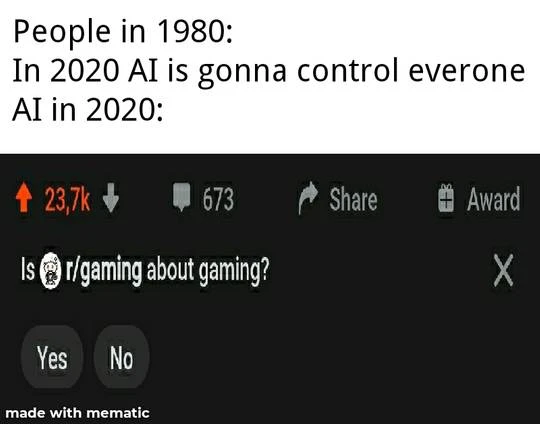 People in 1980:
In 2020 AI is gonna control everone
AI in 2020:
23,7k 673 Share Award
Is r/gaming about gaming? X
Yes No
made with mematic